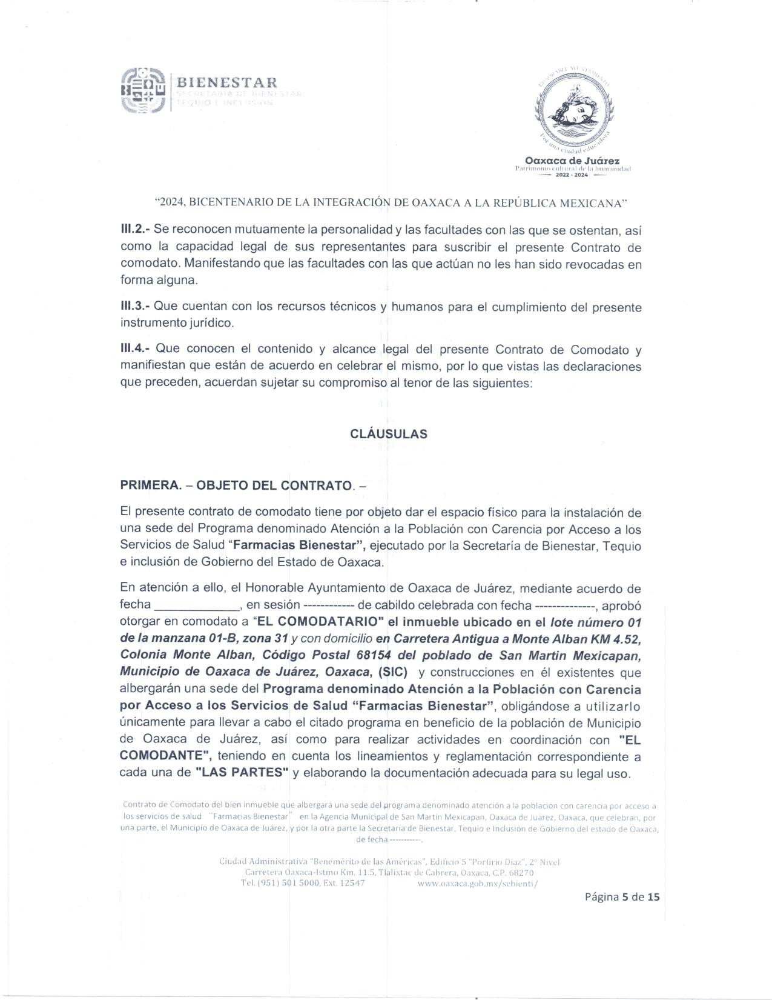 BIENESTAR
SECRETARÍA DE BIENESTAR,
TEQUIO E INCLUSIÓN
HONORABLE AYUNTAMIENTO
Por una ciudad educadora
Oaxaca de Juárez
Patrimonio cultural de la humanidad
2022 - 2024
“2024, BICENTENARIO DE LA INTEGRACIÓN DE OAXACA A LA REPÚBLICA MEXICANA”
III.2.- Se reconocen mutuamente la personalidad y las facultades con las que se ostentan, así
como la capacidad legal de sus representantes para suscribir el presente Contrato de
comodato. Manifestando que las facultades con las que actúan no les han sido revocadas en
forma alguna.
III.3.- Que cuentan con los recursos técnicos y humanos para el cumplimiento del presente
instrumento jurídico.
III.4.- Que conocen el contenido y alcance legal del presente Contrato de Comodato y
manifiestan que están de acuerdo en celebrar el mismo, por lo que vistas las declaraciones
que preceden, acuerdan sujetar su compromiso al tenor de las siguientes:
CLÁUSULAS
PRIMERA. – OBJETO DEL CONTRATO. –
El presente contrato de comodato tiene por objeto dar el espacio físico para la instalación de
una sede del Programa denominado Atención a la Población con Carencia por Acceso a los
Servicios de Salud “Farmacias Bienestar”, ejecutado por la Secretaría de Bienestar, Tequio
e inclusión de Gobierno del Estado de Oaxaca.
En atención a ello, el Honorable Ayuntamiento de Oaxaca de Juárez, mediante acuerdo de
fecha _____________, en sesión ------------ de cabildo celebrada con fecha --------------, aprobó
otorgar en comodato a “EL COMODATARIO" el inmueble ubicado en el lote número 01
de la manzana 01-B, zona 31 y con domicilio en Carretera Antigua a Monte Alban KM 4.52,
Colonia Monte Alban, Código Postal 68154 del poblado de San Martin Mexicapan,
Municipio de Oaxaca de Juárez, Oaxaca, (SIC) y construcciones en él existentes que
albergarán una sede del Programa denominado Atención a la Población con Carencia
por Acceso a los Servicios de Salud “Farmacias Bienestar”, obligándose a utilizarlo
únicamente para llevar a cabo el citado programa en beneficio de la población de Municipio
de Oaxaca de Juárez, así como para realizar actividades en coordinación con "EL
COMODANTE", teniendo en cuenta los lineamientos y reglamentación correspondiente a
cada una de "LAS PARTES" y elaborando la documentación adecuada para su legal uso.
Contrato de Comodato del bien inmueble que albergará una sede del programa denominado atención a la población con carencia por acceso a
los servicios de salud "Farmacias Bienestar" en la Agencia Municipal de San Martin Mexicapan, Oaxaca de Juárez, Oaxaca, que celebran, por
una parte, el Municipio de Oaxaca de Juárez, y por la otra parte la Secretaría de Bienestar, Tequio e Inclusión de Gobierno del estado de Oaxaca,
de fecha -----------.
Ciudad Administrativa "Benemérito de las Américas", Edificio 5 "Porfirio Díaz", 2º Nivel
Carretera Oaxaca-Istmo Km. 11.5, Tlalixtac de Cabrera, Oaxaca, C.P. 68270
Tel. (951) 501 5000, Ext. 12547 www.oaxaca.gob.mx/sebienti/
Página 5 de 15